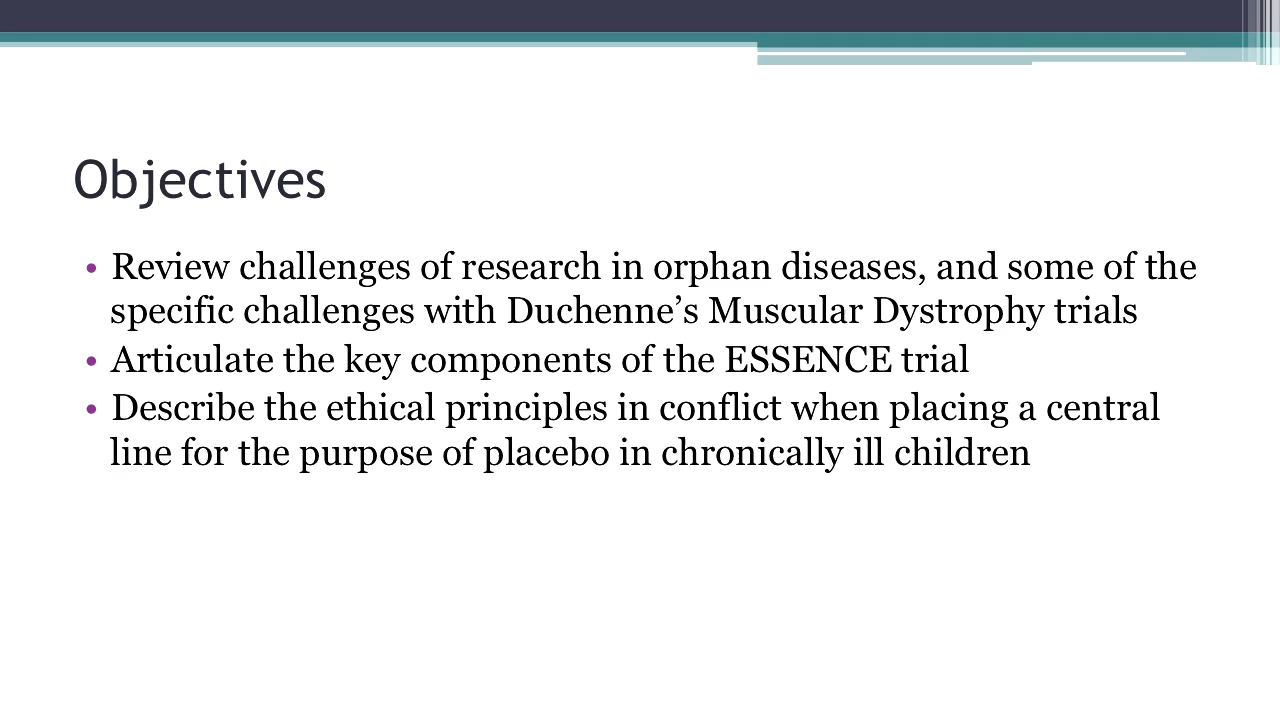 Objectives
• Review challenges of research in orphan diseases, and some of the
specific challenges with Duchenne’s Muscular Dystrophy trials
• Articulate the key components of the ESSENCE trial
• Describe the ethical principles in conflict when placing a central
line for the purpose of placebo in chronically ill children